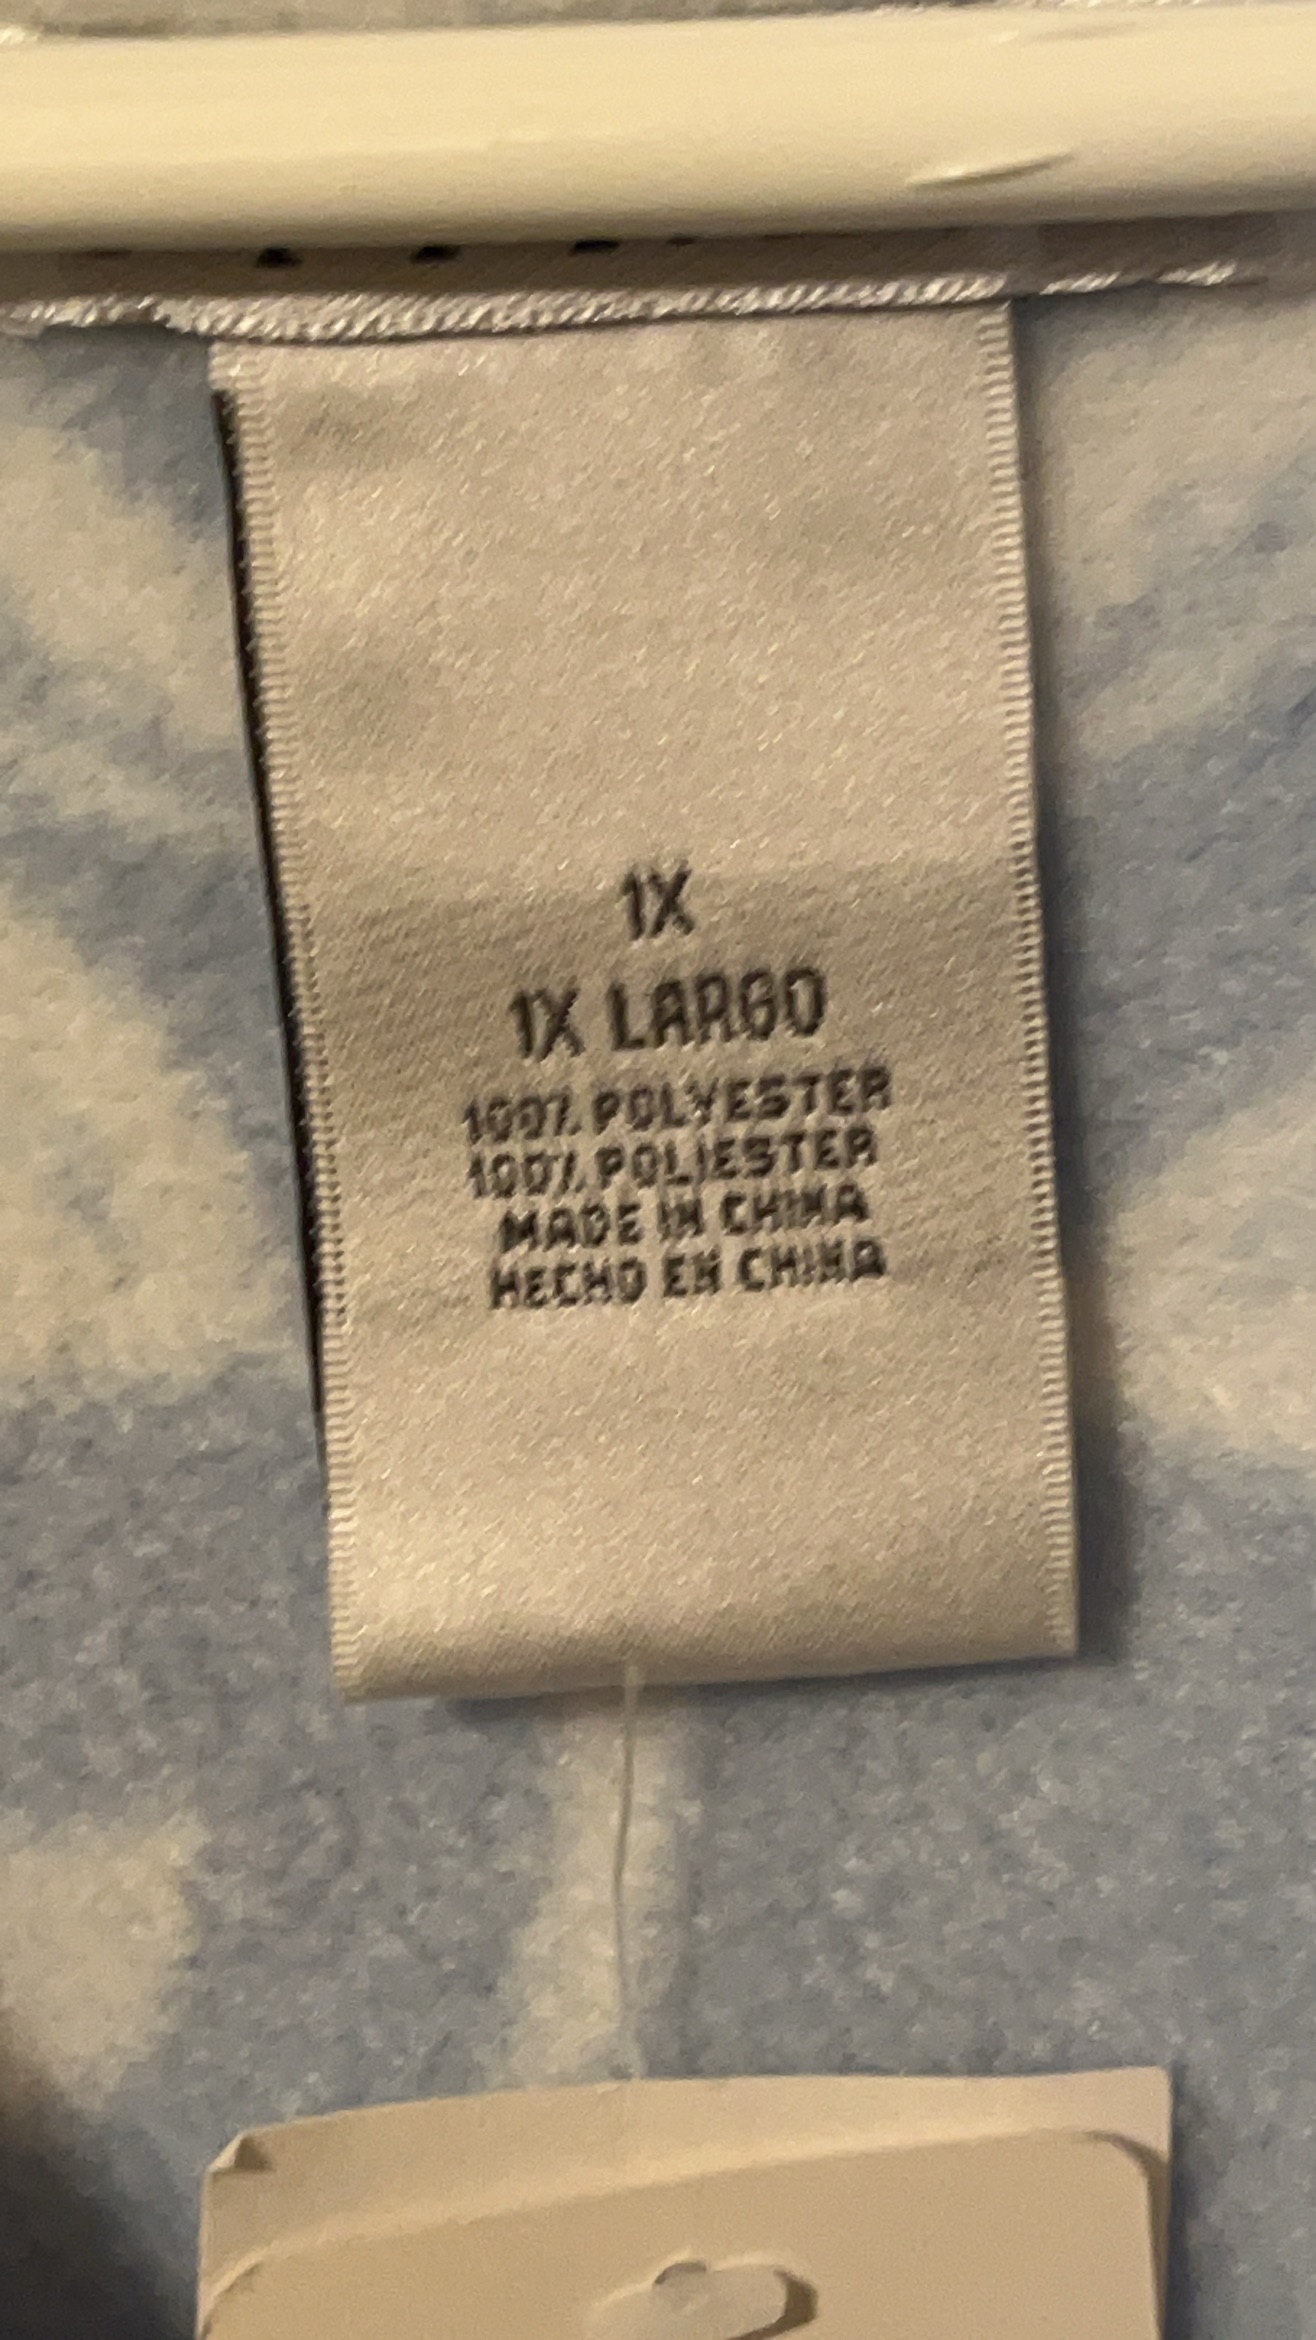 1X
1X LARGO
100% POLYESTER
100% POLIESTER
MADE IN CHINA
HECHO EN CHINA